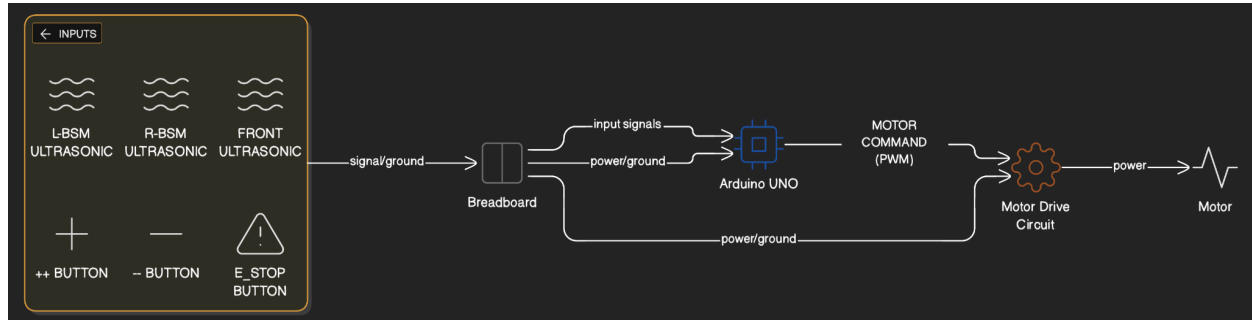 ← INPUTS
L-BSM
ULTRASONIC
R-BSM
ULTRASONIC
FRONT
ULTRASONIC
++ BUTTON
-- BUTTON
E_STOP
BUTTON
signal/ground
Breadboard
input signals
power/ground
power/ground
Arduino UNO
MOTOR
COMMAND
(PWM)
Motor Drive
Circuit
power
Motor